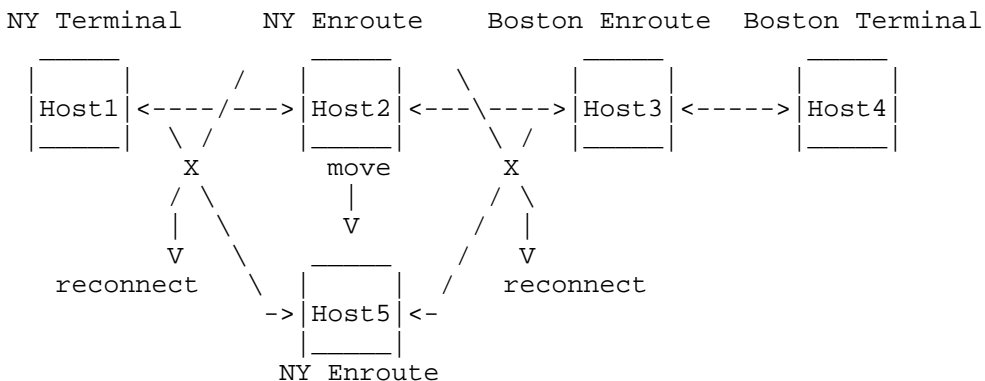 NY Terminal NY Enroute Boston Enroute Boston Terminal
Host1 Host2 Host3 Host4
X move X
V
V V
reconnect reconnect
Host5
NY Enroute